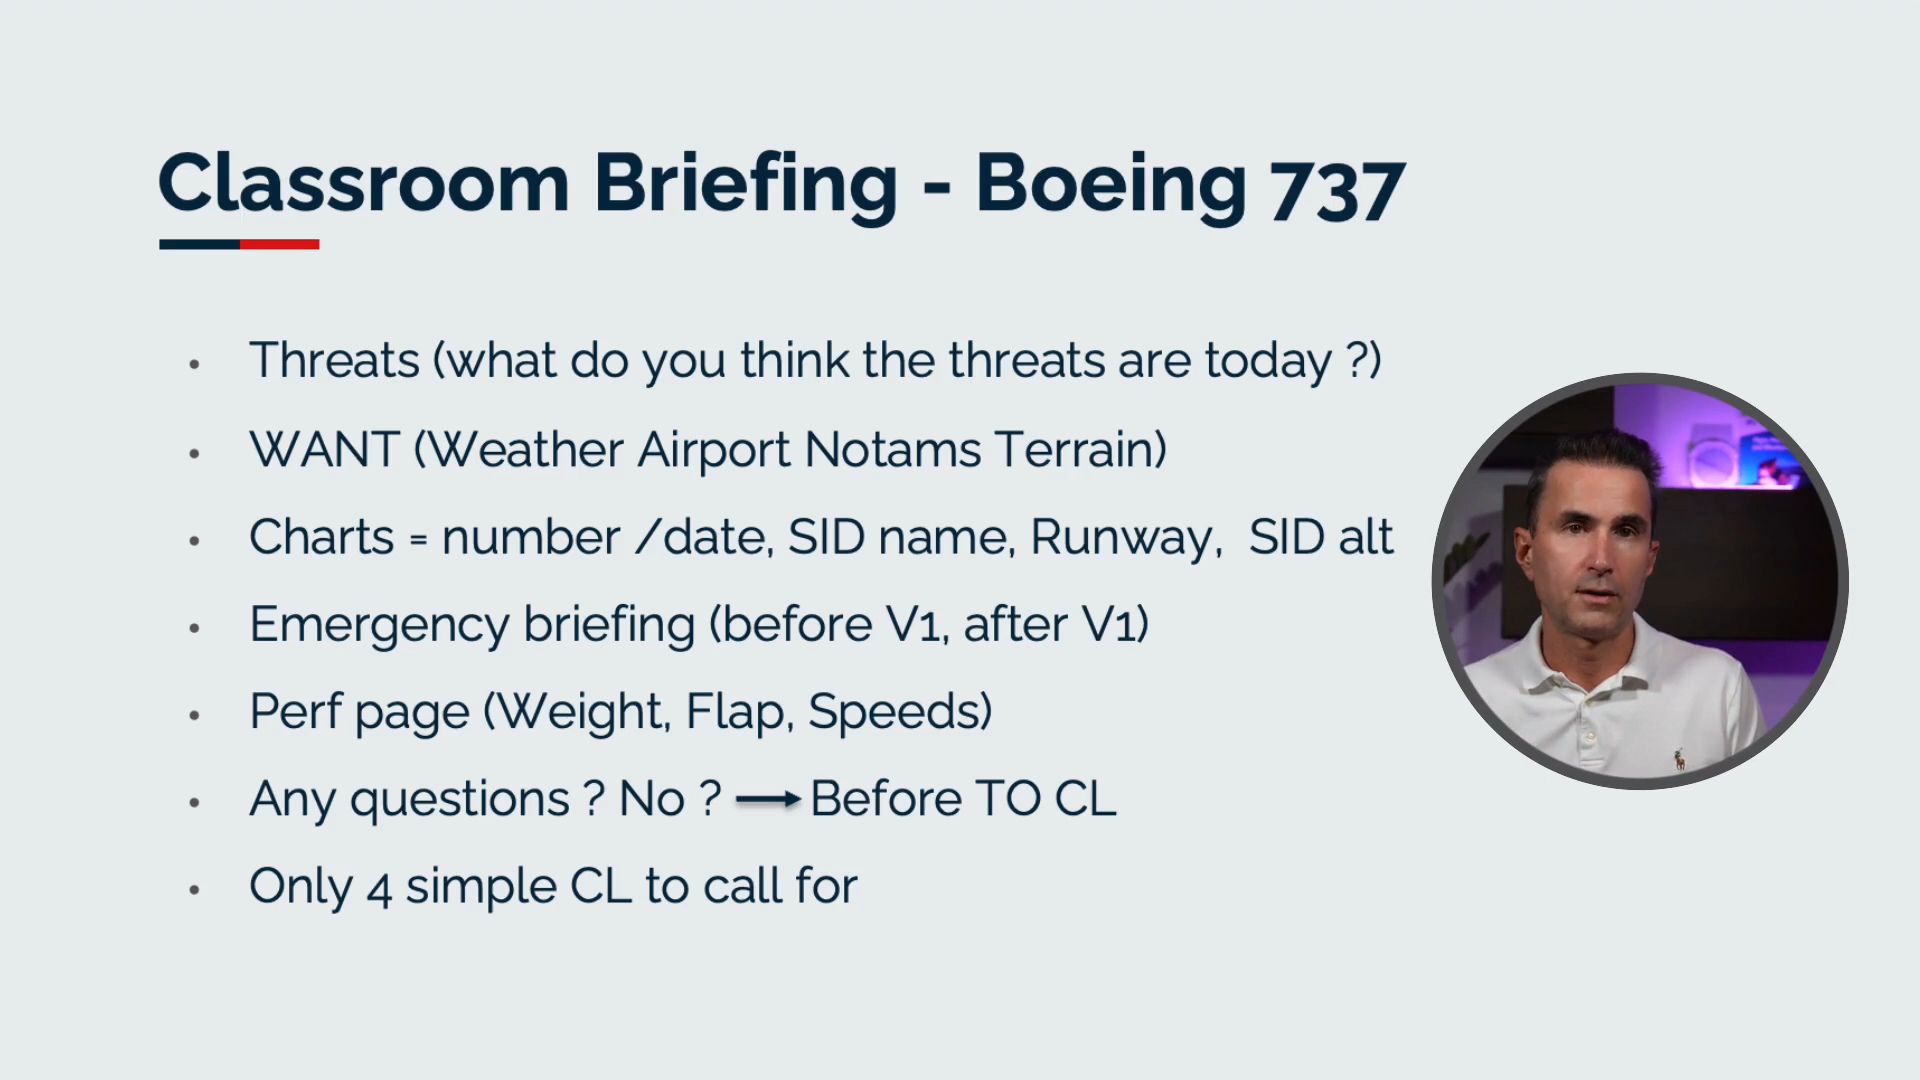 Classroom Briefing - Boeing 737
Threats (what do you think the threats are today ?)
WANT (Weather Airport Notams Terrain)
Charts = number /date, SID name, Runway, SID alt
Emergency briefing (before V1, after V1)
Perf page (Weight, Flap, Speeds)
Any questions ? No ? → Before TO CL
Only 4 simple CL to call for